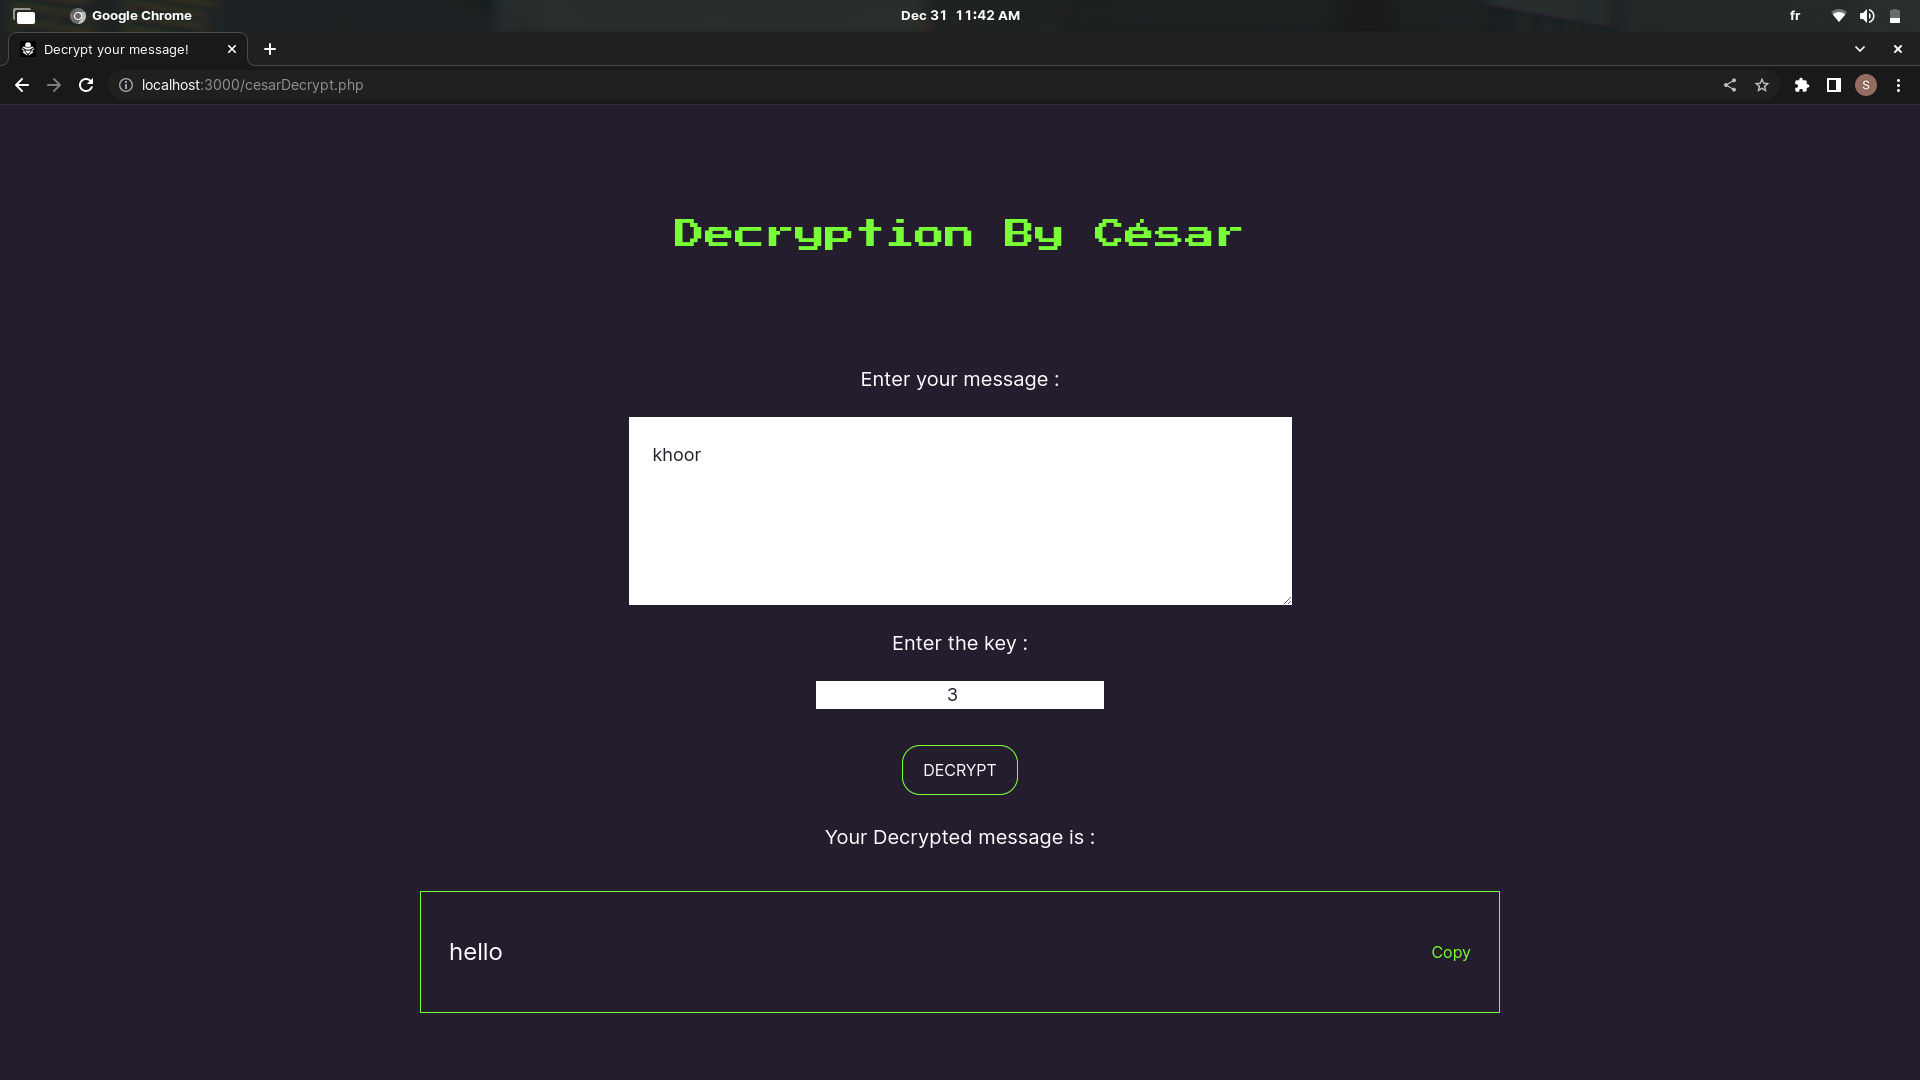 Google Chrome
Dec 31 11:42 AM
fr
Decrypt your message!
localhost:3000/cesarDecrypt.php
S
Decryption By César
Enter your message :
khoor
Enter the key :
3
DECRYPT
Your Decrypted message is :
hello
Copy